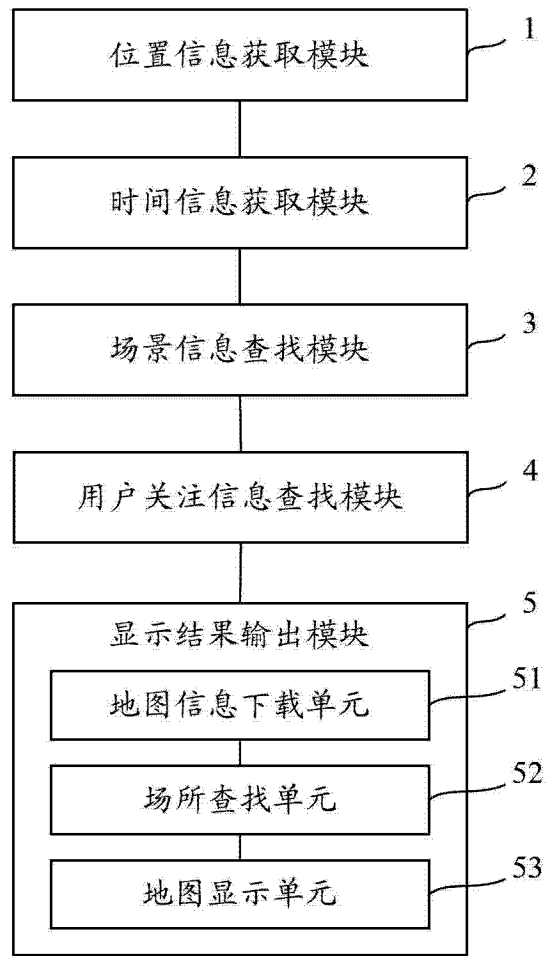 位置信息获取模块
1
时间信息获取模块
2
场景信息查找模块
3
用户关注信息查找模块
4
5
显示结果输出模块
地图信息下载单元
51
场所查找单元
52
地图显示单元
53